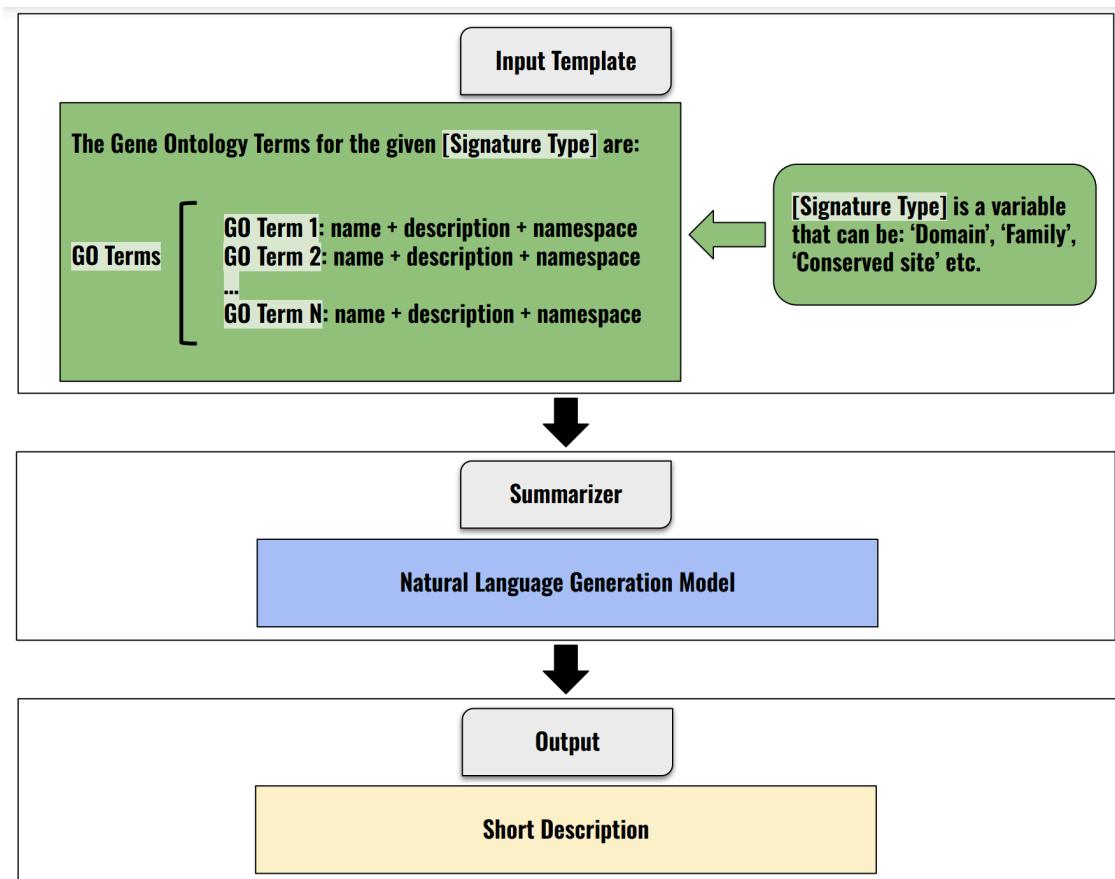 Input Template
The Gene Ontology Terms for the given [Signature Type] are:
GO Terms
GO Term 1: name + description + namespace
GO Term 2: name + description + namespace
...
GO Term N: name + description + namespace
[Signature Type] is a variable
that can be: ‘Domain’, ‘Family’,
‘Conserved site’ etc.
Summarizer
Natural Language Generation Model
Output
Short Description